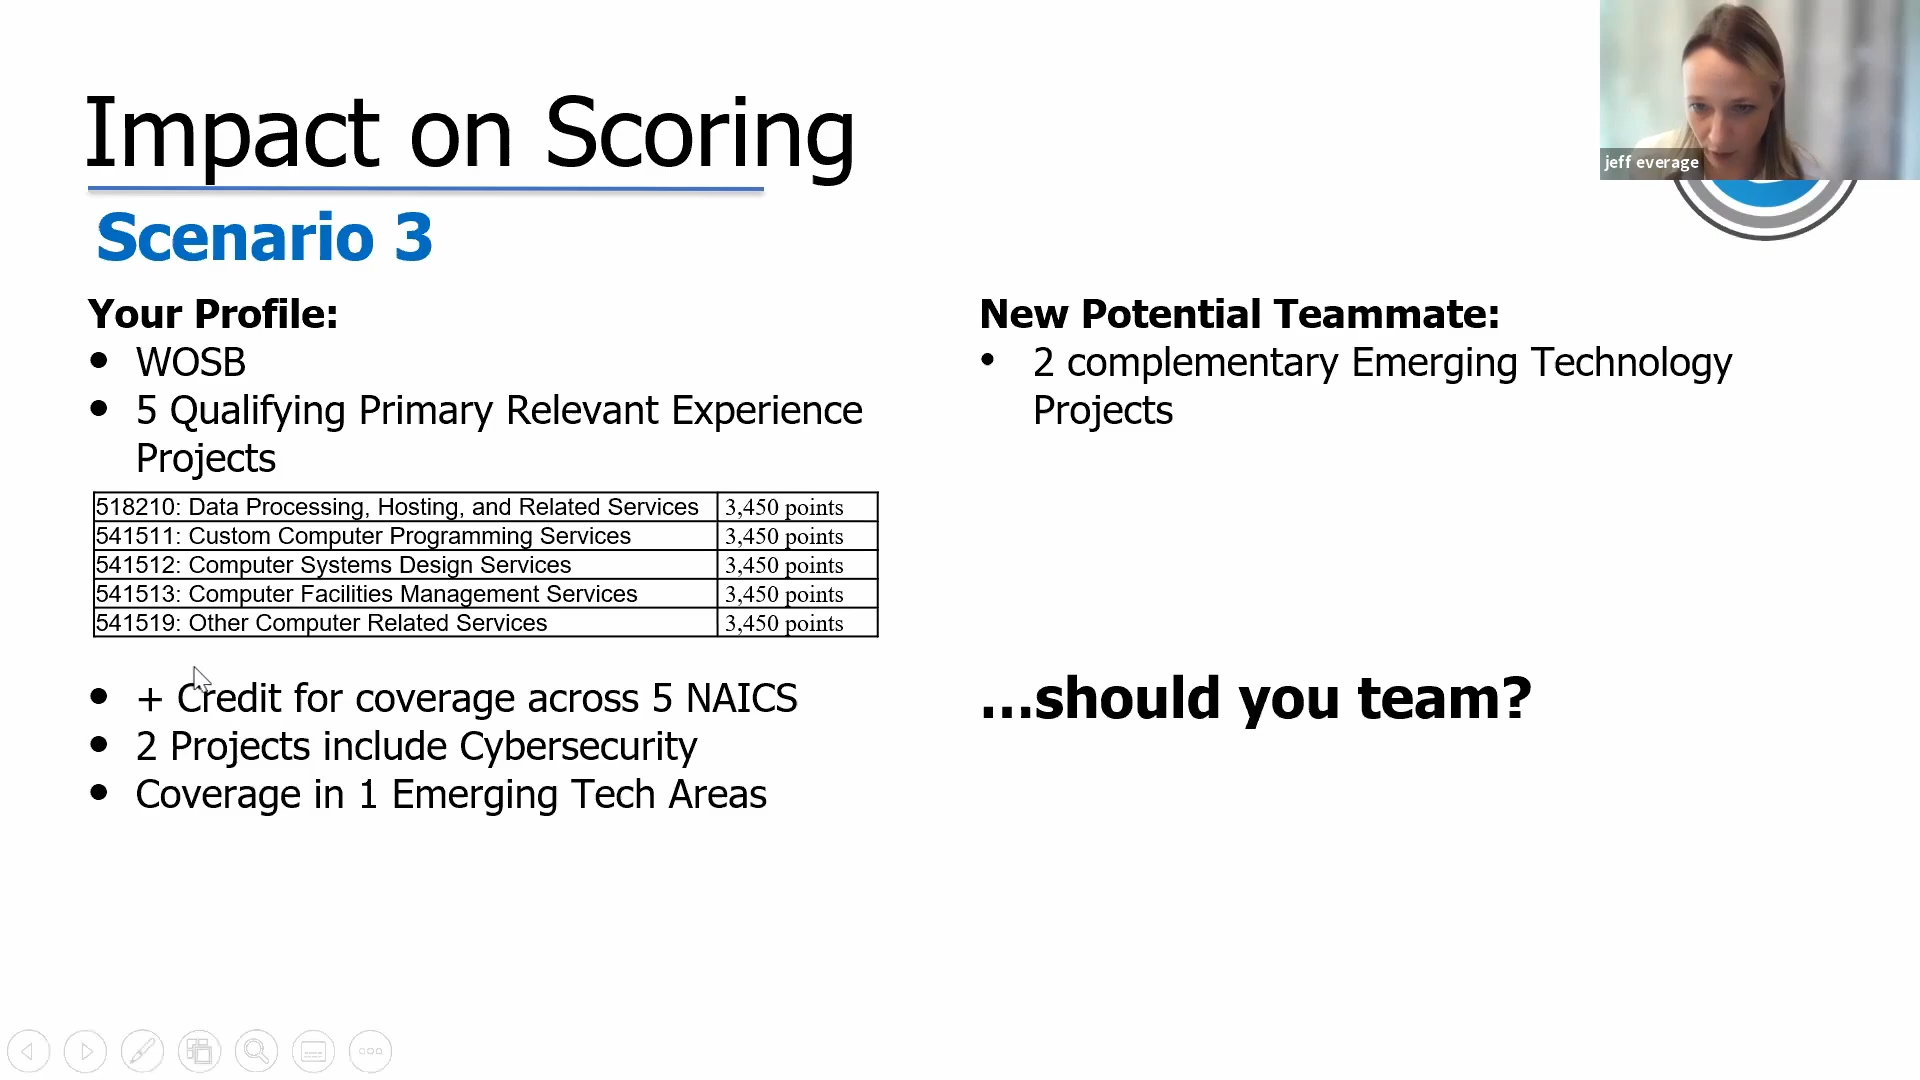 Impact on Scoring
jeff everage
Scenario 3
Your Profile:
• WOSB
• 5 Qualifying Primary Relevant Experience
Projects
518210: Data Processing, Hosting, and Related Services 3,450 points
541511: Custom Computer Programming Services 3,450 points
541512: Computer Systems Design Services 3,450 points
541513: Computer Facilities Management Services 3,450 points
541519: Other Computer Related Services 3,450 points
• + Credit for coverage across 5 NAICS
• 2 Projects include Cybersecurity
• Coverage in 1 Emerging Tech Areas
New Potential Teammate:
• 2 complementary Emerging Technology
Projects
...should you team?